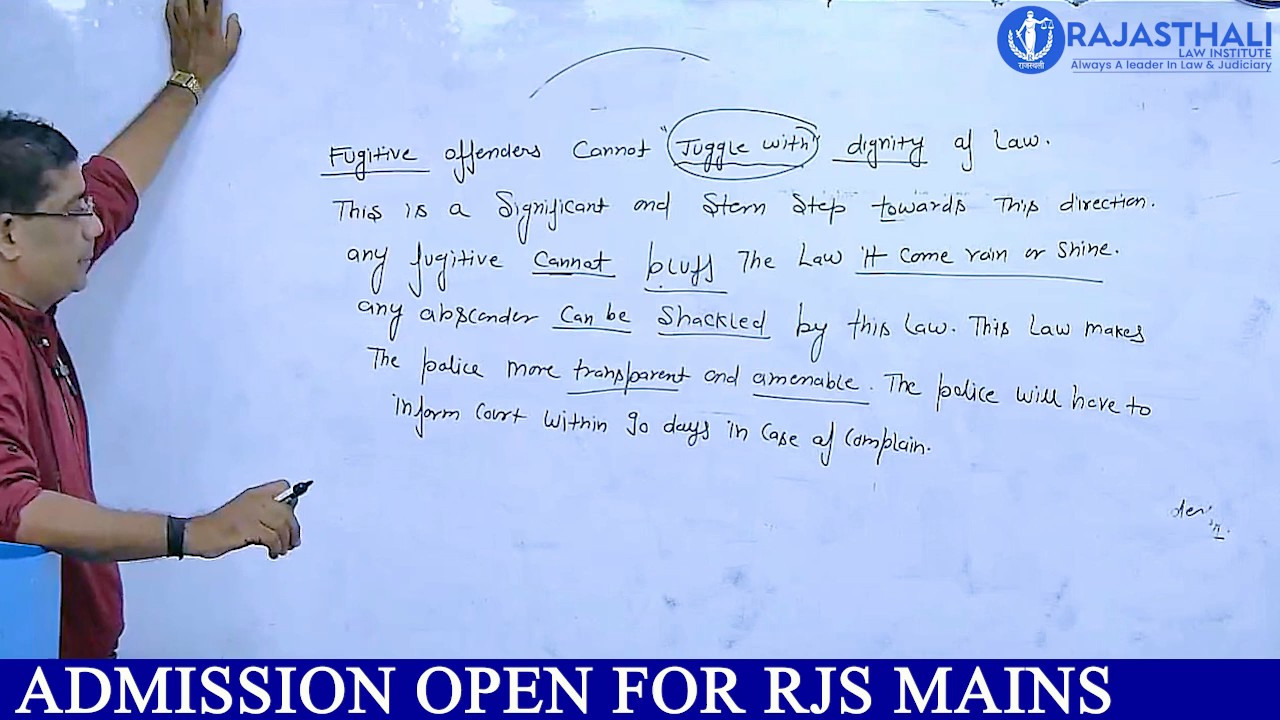 RAJASTHALI
LAW INSTITUTE
राजस्थली
Always A leader In Law & Judiciary
Fugitive offenders Cannot "Juggle with" dignity of Law.
This is a Significant and Stern Step towards This direction.
any fugitive Cannot bluff The Law it come rain or shine.
any absconder Can be Shackled by this Law. This Law makes
The police more transparent and amenable. The police will have to
inform Court within 90 days in Case of Complain.
ADMISSION OPEN FOR RJS MAINS